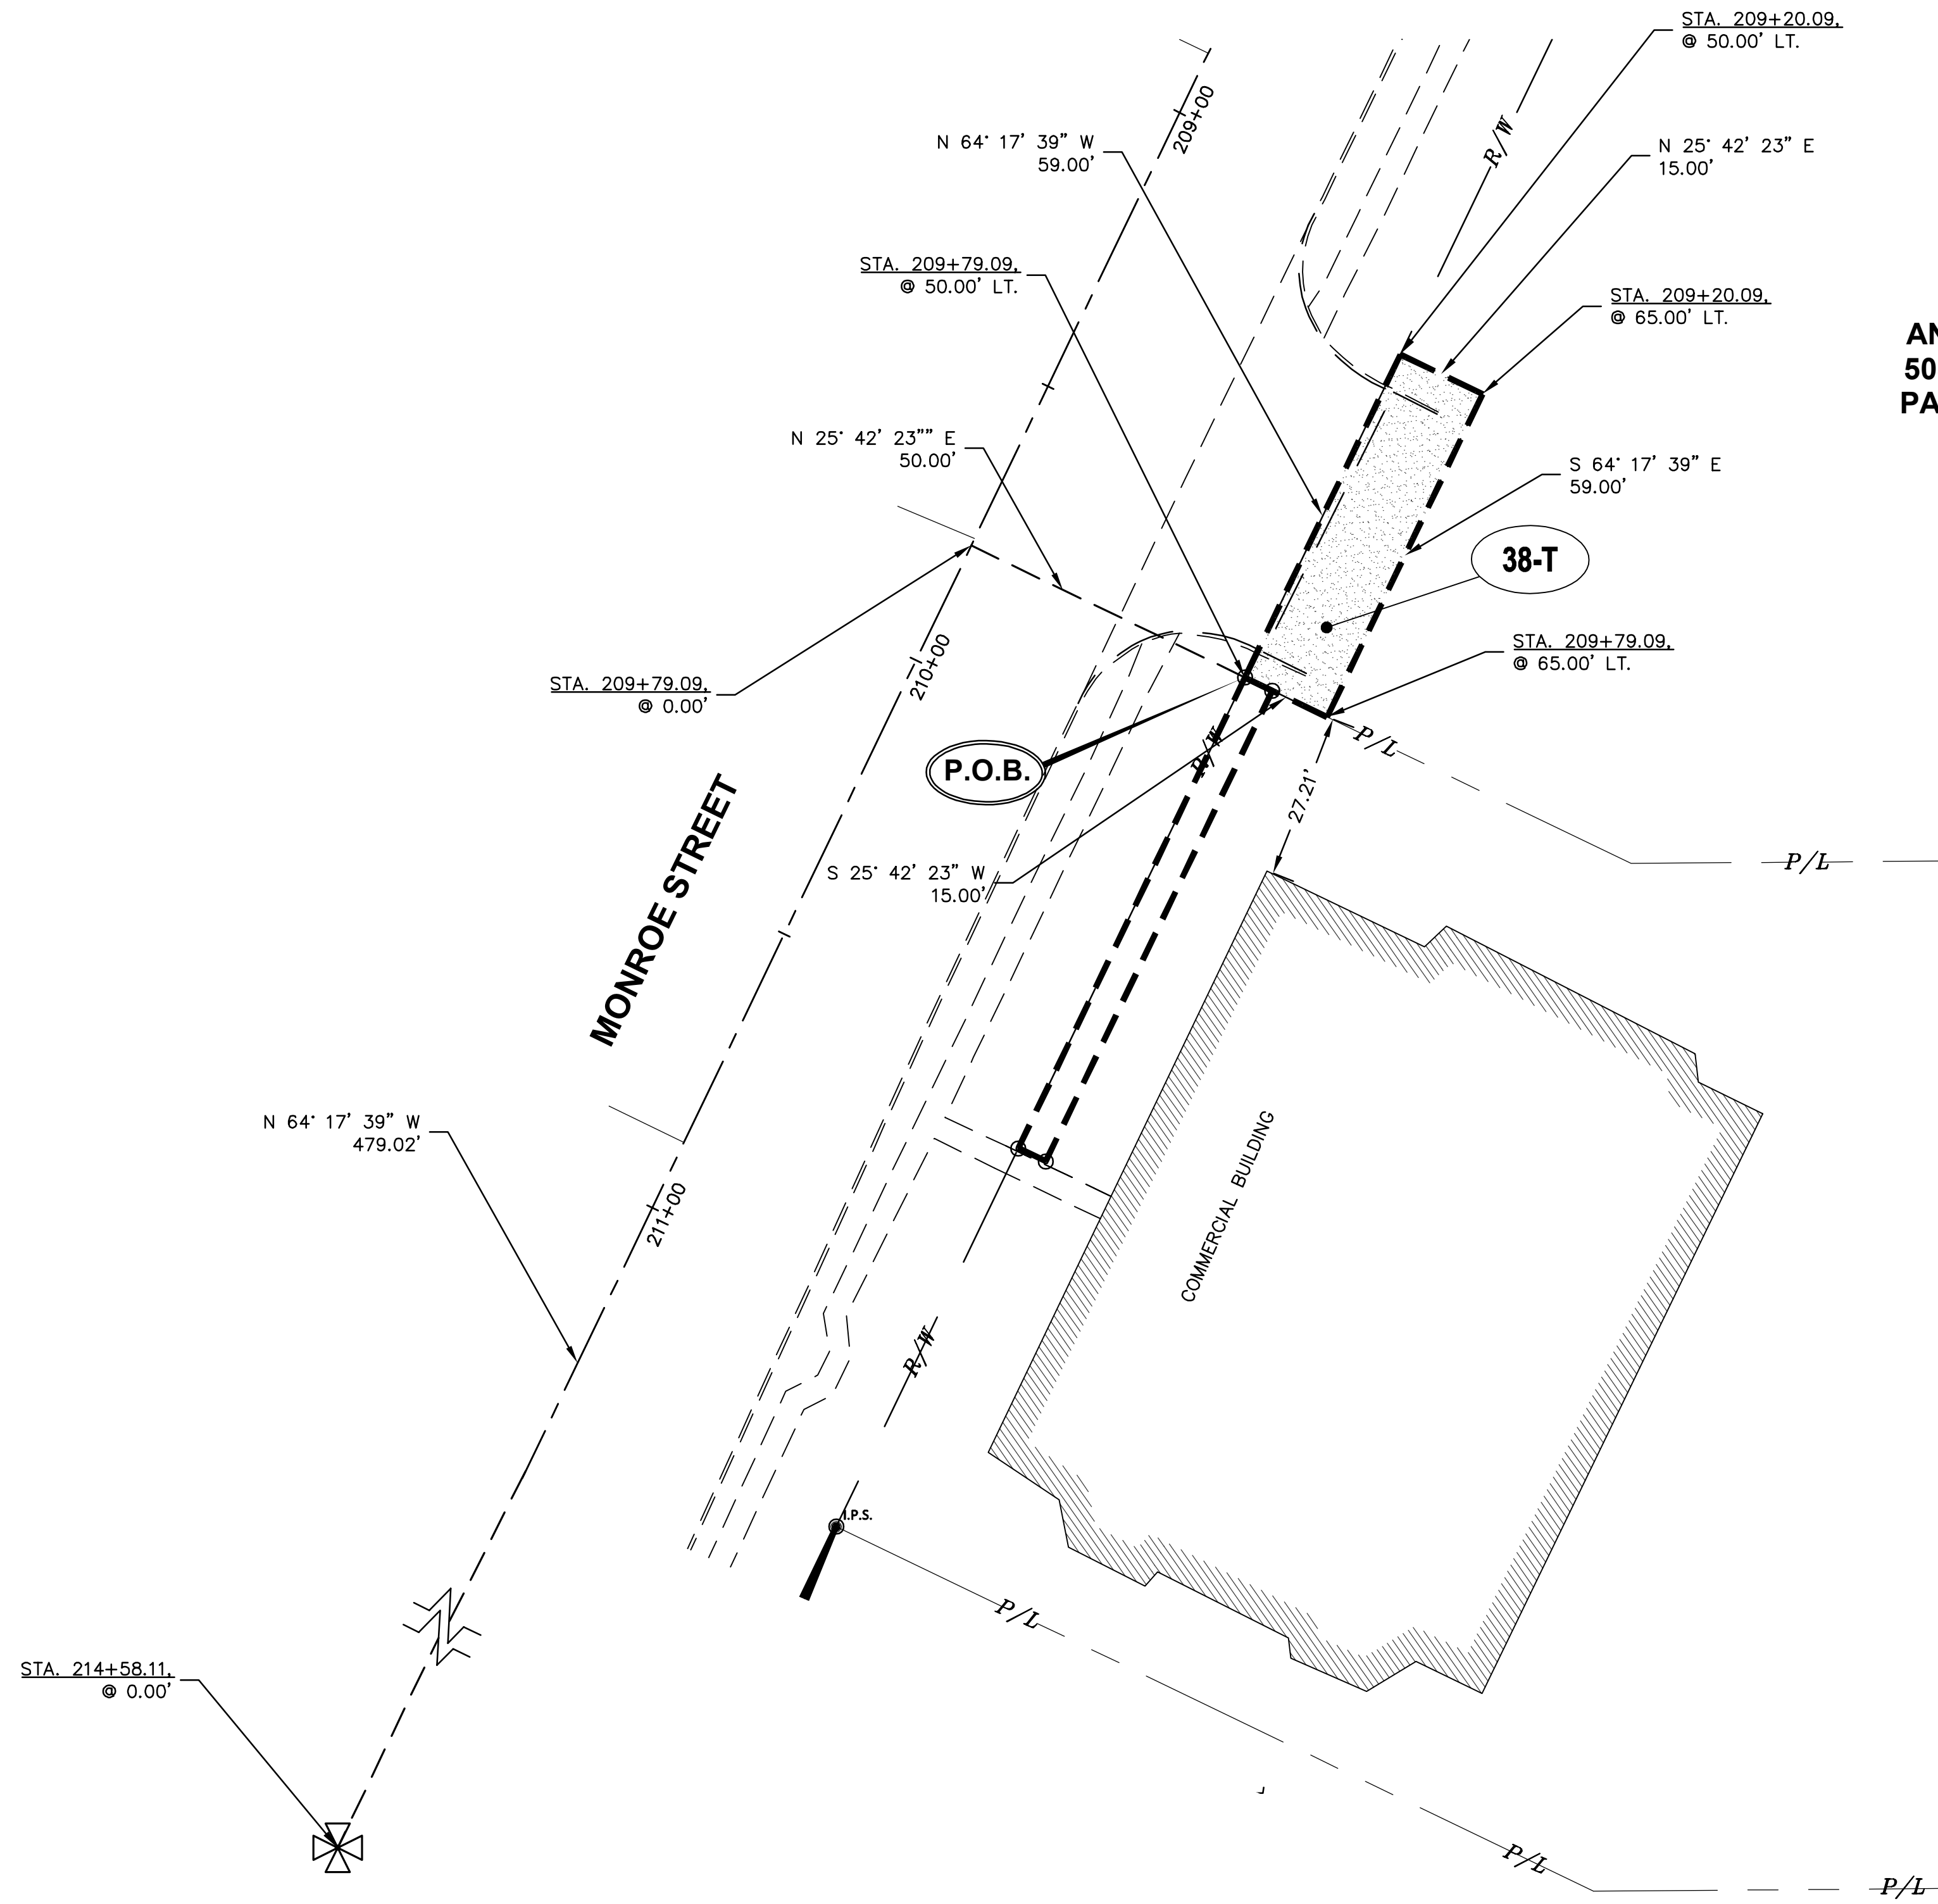 STA. 209+20.09,
@ 50.00' LT.
209+00
N 64° 17' 39" W
59.00'
R/W
N 25° 42' 23" E
15.00'
STA. 209+79.09,
@ 50.00' LT.
STA. 209+20.09,
@ 65.00' LT.
AN
50
PA
N 25° 42' 23"" E
50.00'
S 64° 17' 39" E
59.00'
38-T
STA. 209+79.09,
@ 65.00' LT.
210+00
STA. 209+79.09,
@ 0.00'
P/L
R/W
P.O.B.
27.21'
MONROE STREET
P/L
S 25° 42' 23" W
15.00'
N 64° 17' 39" W
479.02'
211+00
COMMERCIAL BUILDING
R/W
I.P.S.
P/L
STA. 214+58.11,
@ 0.00'
P/L
P/L